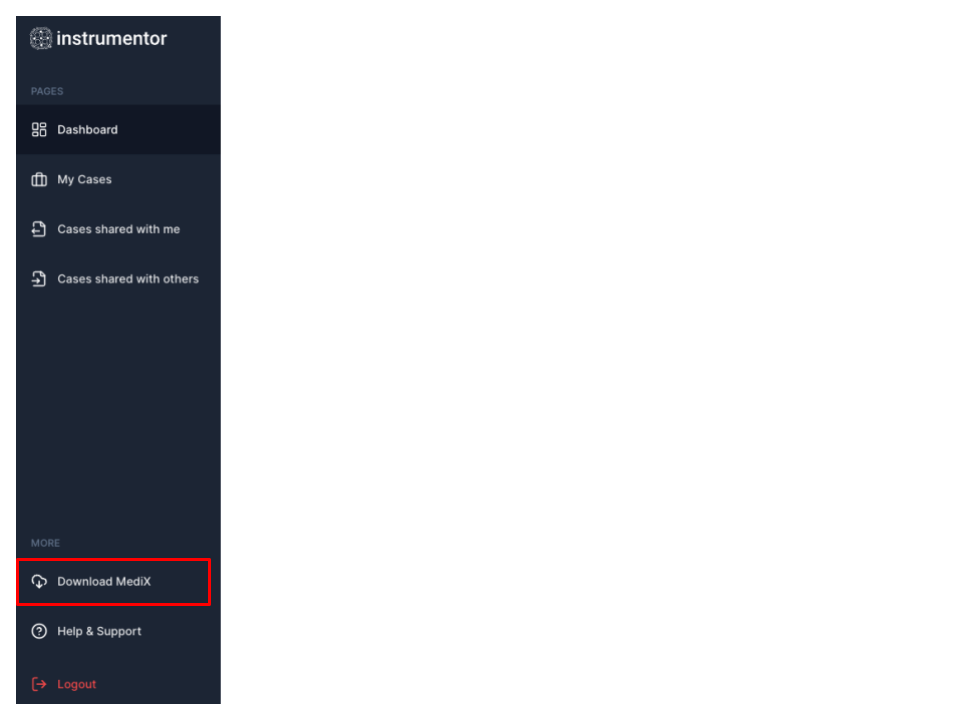 instrumentor
PAGES
Dashboard
My Cases
Cases shared with me
Cases shared with others
MORE
Download MediX
Help & Support
Logout